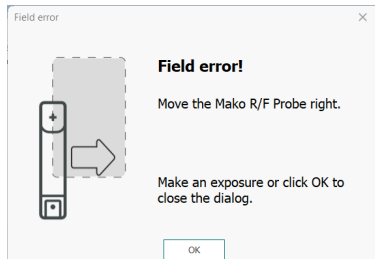 Field error
Field error!
Move the Mako R/F Probe right.
Make an exposure or click OK to
close the dialog.
OK